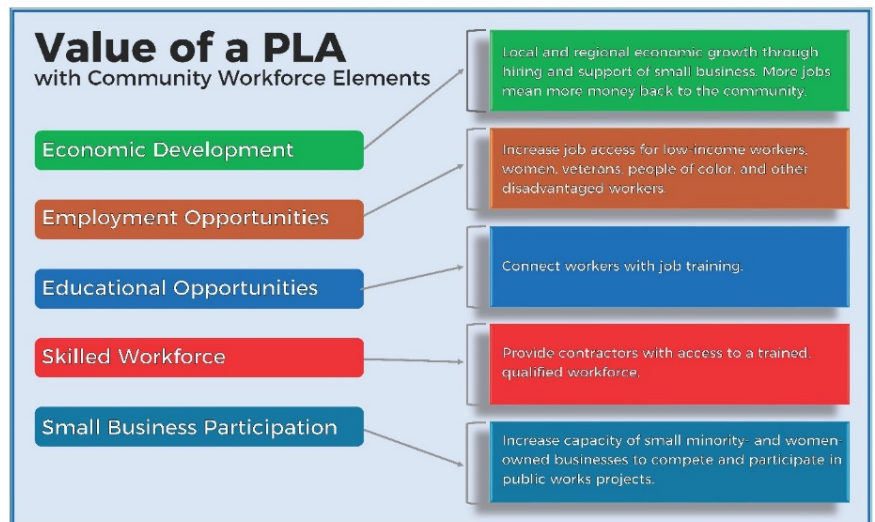 Value of a PLA
with Community Workforce Elements
Economic Development
Local and regional economic growth through
hiring and support of small business. More jobs
mean more money back to the community.
Employment Opportunities
Increase job access for low-income workers,
women, veterans, people of color, and other
disadvantaged workers.
Educational Opportunities
Connect workers with job training.
Skilled Workforce
Provide contractors with access to a trained,
qualified workforce.
Small Business Participation
Increase capacity of small minority- and women-
owned businesses to compete and participate in
public works projects.